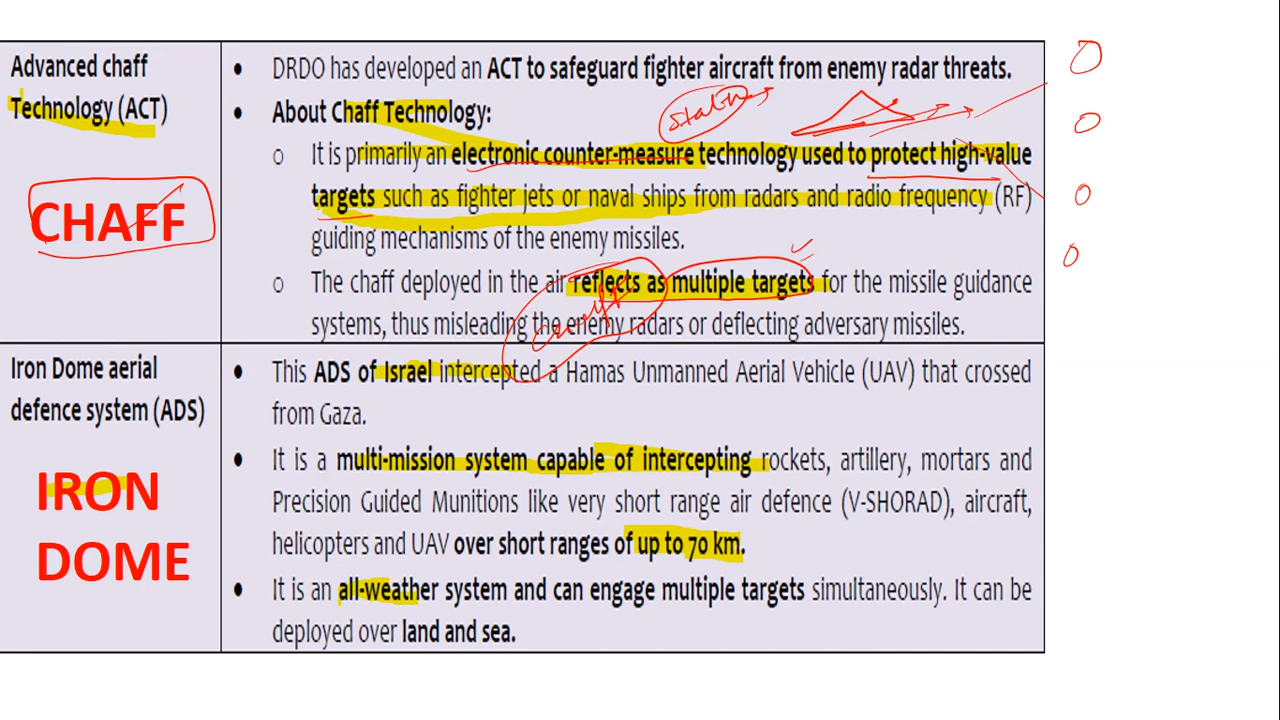 Advanced chaff
Technology (ACT)
CHAFF
• DRDO has developed an ACT to safeguard fighter aircraft from enemy radar threats.
• About Chaff Technology:
o It is primarily an electronic counter-measure technology used to protect high-value
targets such as fighter jets or naval ships from radars and radio frequency (RF)
guiding mechanisms of the enemy missiles.
o The chaff deployed in the air reflects as multiple targets for the missile guidance
systems, thus misleading the enemy radars or deflecting adversary missiles.
Iron Dome aerial
defence system (ADS)
IRON
DOME
• This ADS of Israel intercepted a Hamas Unmanned Aerial Vehicle (UAV) that crossed
from Gaza.
• It is a multi-mission system capable of intercepting rockets, artillery, mortars and
Precision Guided Munitions like very short range air defence (V-SHORAD), aircraft,
helicopters and UAV over short ranges of up to 70 km.
• It is an all-weather system and can engage multiple targets simultaneously. It can be
deployed over land and sea.